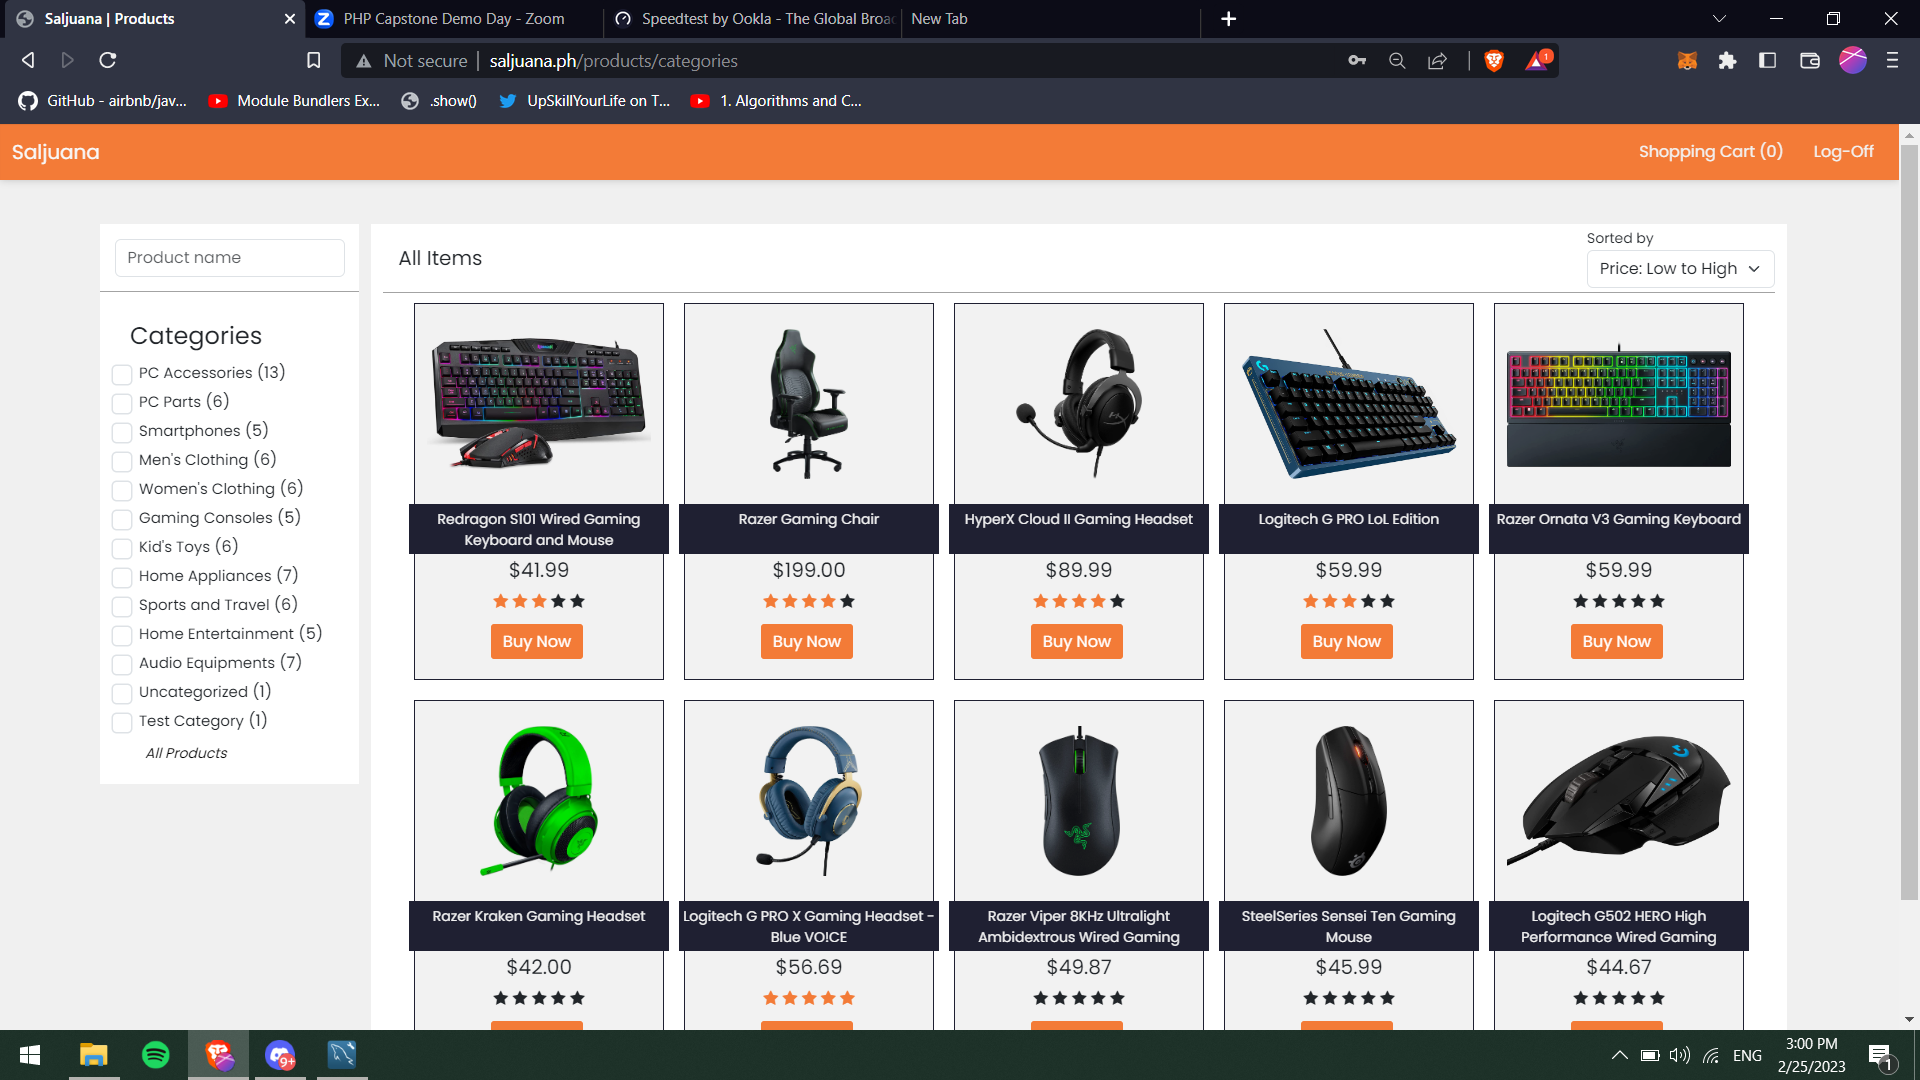 Saljuana | Products
PHP Capstone Demo Day - Zoom
Speedtest by Ookla - The Global Broa
New Tab
Not secure
saljuana.ph/products/categories
1
GitHub - airbnb/jav...
Module Bundlers Ex...
.show()
UpSkillYourLife on T...
1. Algorithms and C...
Saljuana
Shopping Cart (0)
Log-Off
Product name
Categories
PC Accessories (13)
PC Parts (6)
Smartphones (5)
Men's Clothing (6)
Women's Clothing (6)
Gaming Consoles (5)
Kid's Toys (6)
Home Appliances (7)
Sports and Travel (6)
Home Entertainment (5)
Audio Equipments (7)
Uncategorized (1)
Test Category (1)
All Products
All Items
Sorted by
Price: Low to High
Redragon S101 Wired Gaming
Keyboard and Mouse
$41.99
Buy Now
Razer Gaming Chair
$199.00
Buy Now
HyperX Cloud II Gaming Headset
$89.99
Buy Now
Logitech G PRO LoL Edition
$59.99
Buy Now
Razer Ornata V3 Gaming Keyboard
$59.99
Buy Now
Razer Kraken Gaming Headset
$42.00
Logitech G PRO X Gaming Headset -
Blue VO!CE
$56.69
Razer Viper 8KHz Ultralight
Ambidextrous Wired Gaming
$49.87
SteelSeries Sensei Ten Gaming
Mouse
$45.99
Logitech G502 HERO High
Performance Wired Gaming
$44.67
9+
ENG
3:00 PM
2/25/2023
1